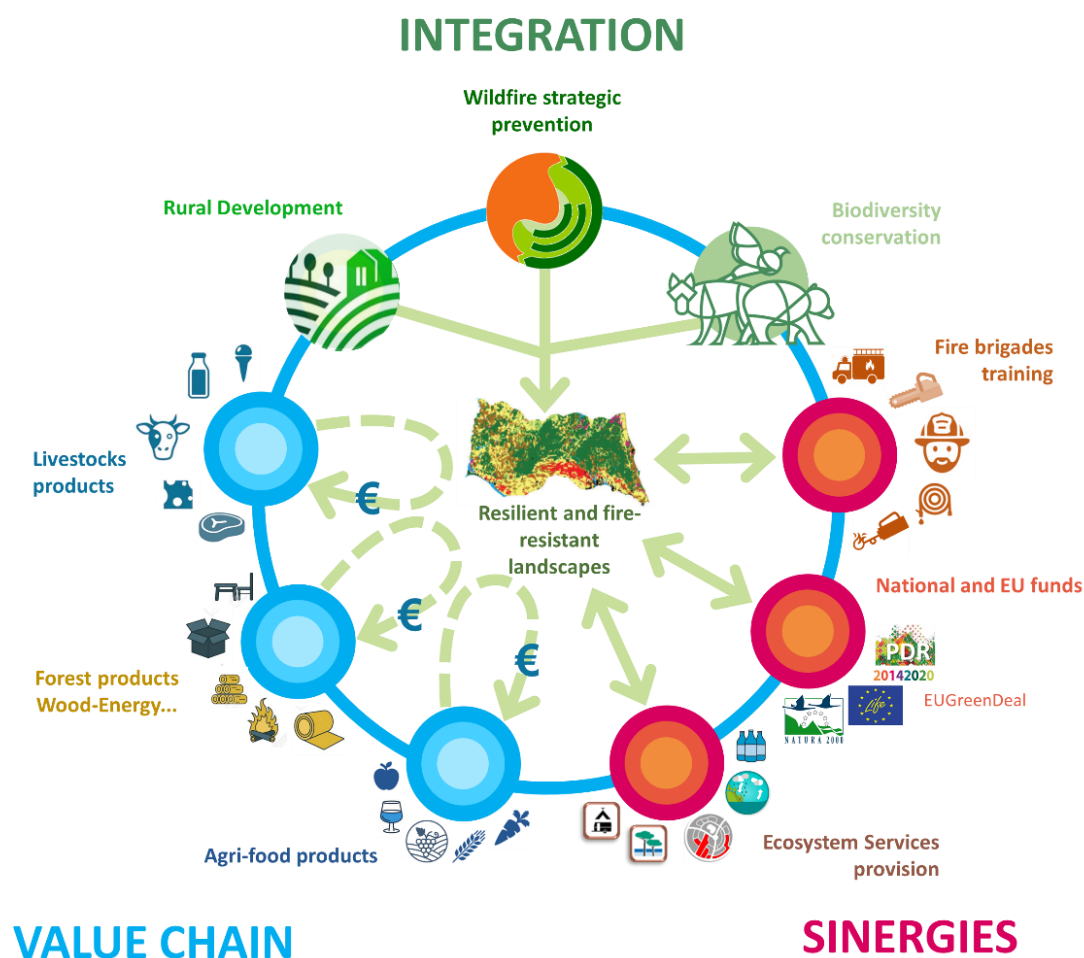 INTEGRATION
Wildfire strategic
prevention
Rural Development
Biodiversity
conservation
Fire brigades
training
Livestocks
products
€
Resilient and fire-
resistant
landscapes
National and EU funds
€
€
PDR
20142020
EUGreenDeal
Life
NATURA 2000
Forest products
Wood-Energy...
Agri-food products
Ecosystem Services
provision
VALUE CHAIN
SINERGIES